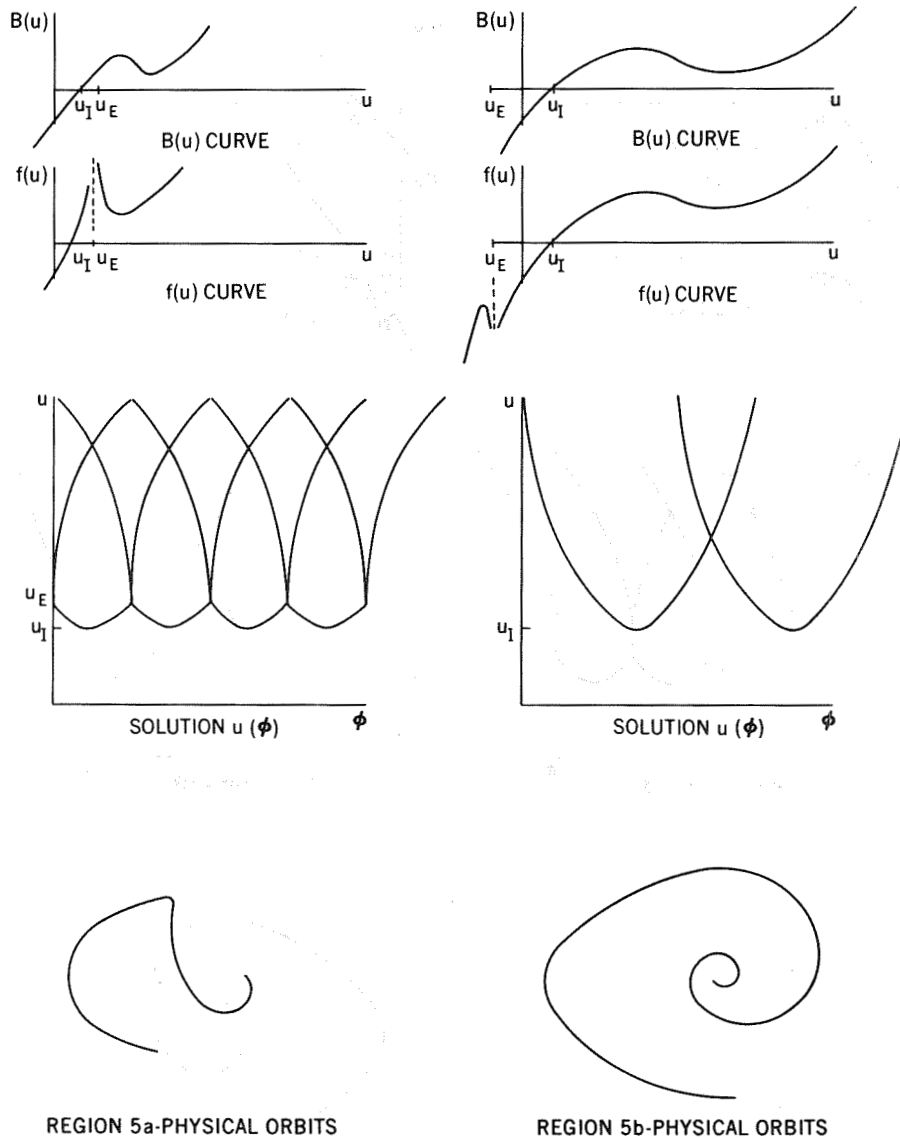 B(u)
u_I u_E
u
B(u) CURVE
f(u)
u_I u_E
u
f(u) CURVE
u
u_E
u_I
SOLUTION u (ϕ)
ϕ
REGION 5a-PHYSICAL ORBITS
B(u)
u_E
u_I
u
B(u) CURVE
f(u)
u_E
u_I
u
f(u) CURVE
u
u_I
SOLUTION u (ϕ)
ϕ
REGION 5b-PHYSICAL ORBITS